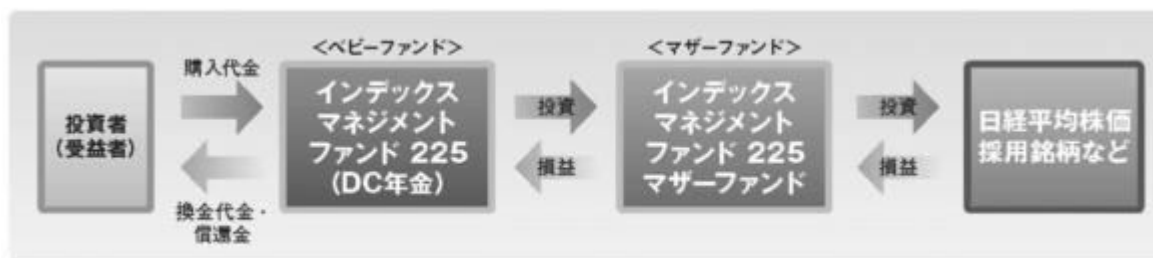 <ベビーファンド>
<マザーファンド>
購入代金
投資者
(受益者)
換金代金・
償還金
インデックス
マネジメント
ファンド 225
(DC年金)
投資
損益
インデックス
マネジメント
ファンド 225
マザーファンド
投資
損益
日経平均株価
採用銘柄など